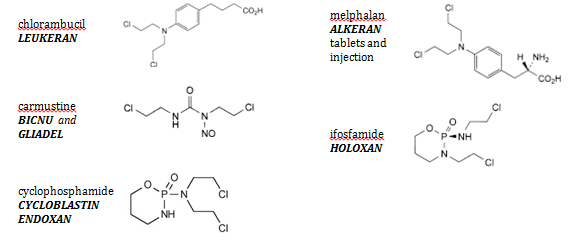 chlorambucil
LEUKERAN
Cl
Cl
N
CO₂H
melphalan
ALKERAN
tablets and
injection
Cl
Cl
N
H
NH₂
CO₂H
carmustine
BICNU and
GLIADEL
Cl
N
H
O
N
NO
Cl
ifosfamide
HOLOXAN
O
P
O
NH
N
Cl
Cl
cyclophosphamide
CYCLOBLASTIN
ENDOXAN
O
P
O
N
NH
Cl
Cl